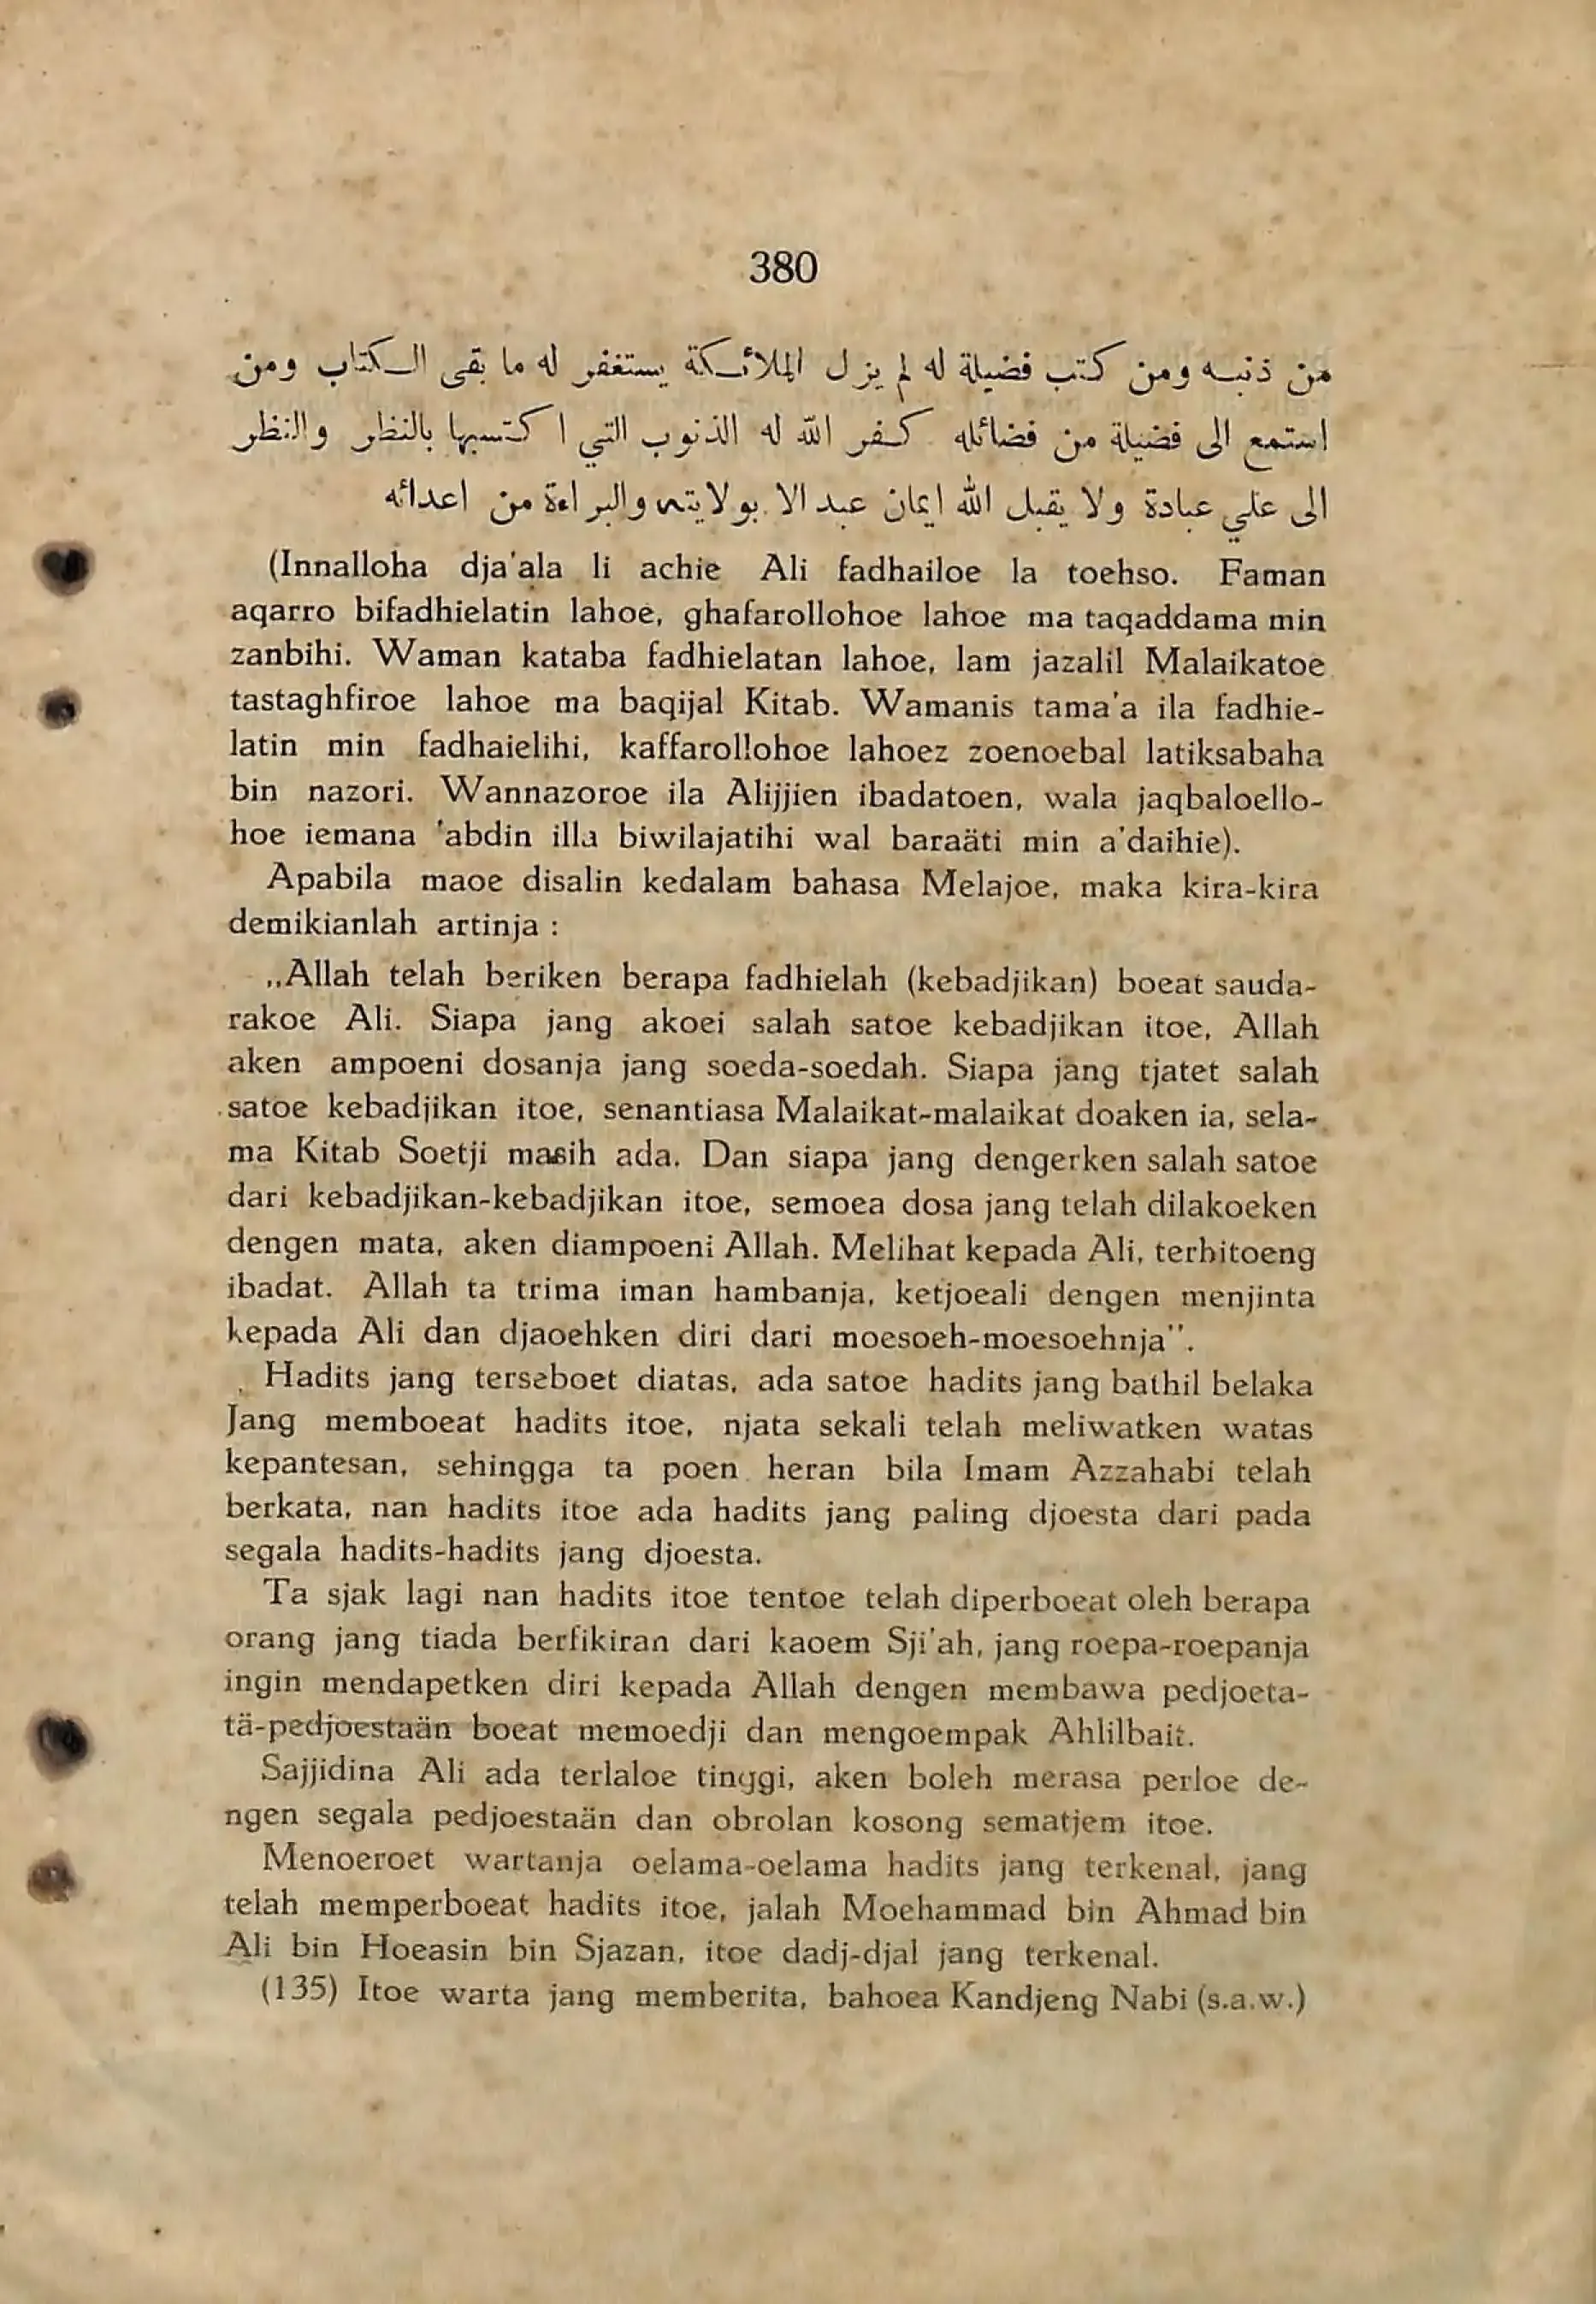 380
من ذنبه ومن كتب فضيلة له لم يزل الملائكة يستغفر له ما بقى الكتاب ومن
استمع الى فضيلة من فضائله كفر الله له الذنوب التي اكتسبها بالنظر والنظر
الى علي عبادة ولا يقبل الله ايمان عبد الا بولايته والبراءة من اعدائه
(Innalloha dja'ala li achie Ali fadhailoe la toehso. Faman
aqarro bifadhielatin lahoe, ghafarollohoe lahoe ma taqaddama min
zanbihi. Waman kataba fadhielatan lahoe, lam jazalil Malaikatoe
tastaghfiroe lahoe ma baqijal Kitab. Wamanis tama'a ila fadhie-
latin min fadhaielihi, kaffarollohoe lahoez zoenoebal latiksabaha
bin nazori. Wannazoroe ila Alijjien ibadatoen, wala jaqbaloello-
hoe iemana 'abdin illa biwilajatihi wal baraäti min a'daihie).
Apabila maoe disalin kedalam bahasa Melajoe, maka kira-kira
demikianlah artinja :
„Allah telah beriken berapa fadhielah (kebadjikan) boeat sauda-
rakoe Ali. Siapa jang akoei salah satoe kebadjikan itoe, Allah
aken ampoeni dosanja jang soeda-soedah. Siapa jang tjatet salah
satoe kebadjikan itoe, senantiasa Malaikat-malaikat doaken ia, sela-
ma Kitab Soetji masih ada. Dan siapa jang dengerken salah satoe
dari kebadjikan-kebadjikan itoe, semoea dosa jang telah dilakoeken
dengen mata, aken diampoeni Allah. Melihat kepada Ali, terhitoeng
ibadat. Allah ta trima iman hambanja, ketjoeali dengen menjinta
kepada Ali dan djaoehken diri dari moesoeh-moesoehnja".
Hadits jang terseboet diatas, ada satoe hadits jang bathil belaka
Jang memboeat hadits itoe, njata sekali telah meliwatken watas
kepantesan, sehingga ta poen heran bila Imam Azzahabi telah
berkata, nan hadits itoe ada hadits jang paling djoesta dari pada
segala hadits-hadits jang djoesta.
Ta sjak lagi nan hadits itoe tentoe telah diperboeat oleh berapa
orang jang tiada berfikiran dari kaoem Sji'ah, jang roepa-roepanja
ingin mendapetken diri kepada Allah dengen membawa pedjoeta-
tä-pedjoestaän boeat memoedji dan mengoempak Ahlilbait.
Sajjidina Ali ada terlaloe tinggi, aken boleh merasa perloe de-
ngen segala pedjoestaän dan obrolan kosong sematjem itoe.
Menoeroet wartanja oelama-oelama hadits jang terkenal, jang
telah memperboeat hadits itoe, jalah Moehammad bin Ahmad bin
Ali bin Hoeasin bin Sjazan, itoe dadj-djal jang terkenal.
(135) Itoe warta jang memberita, bahoea Kandjeng Nabi (s.a.w.)